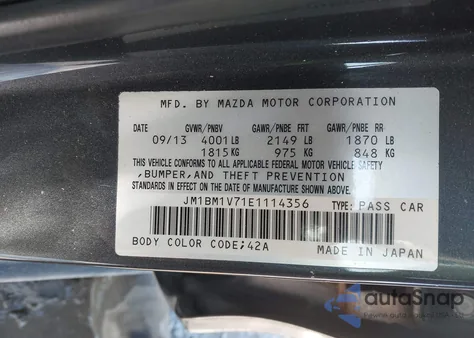 MFD. BY MAZDA MOTOR CORPORATION
DATE GVWR/PNBV GAWR/PNBE FRT GAWR/PNBE RR
09/13 4001LB 2149 LB 1870 LB
1815KG 975 KG 848 KG
THIS VEHICLE CONFORMS TO ALL APPLICABLE FEDERAL MOTOR VEHICLE SAFETY
,BUMPER,AND THEFT PREVENTION
STANDARDS IN EFFECT ON THE DATE OF MANUFACTURE SHOWN ABOVE.
JM1BM1V71E1114356 TYPE: PASS CAR
BODY COLOR CODE;42A MADE IN JAPAN
autoSnap